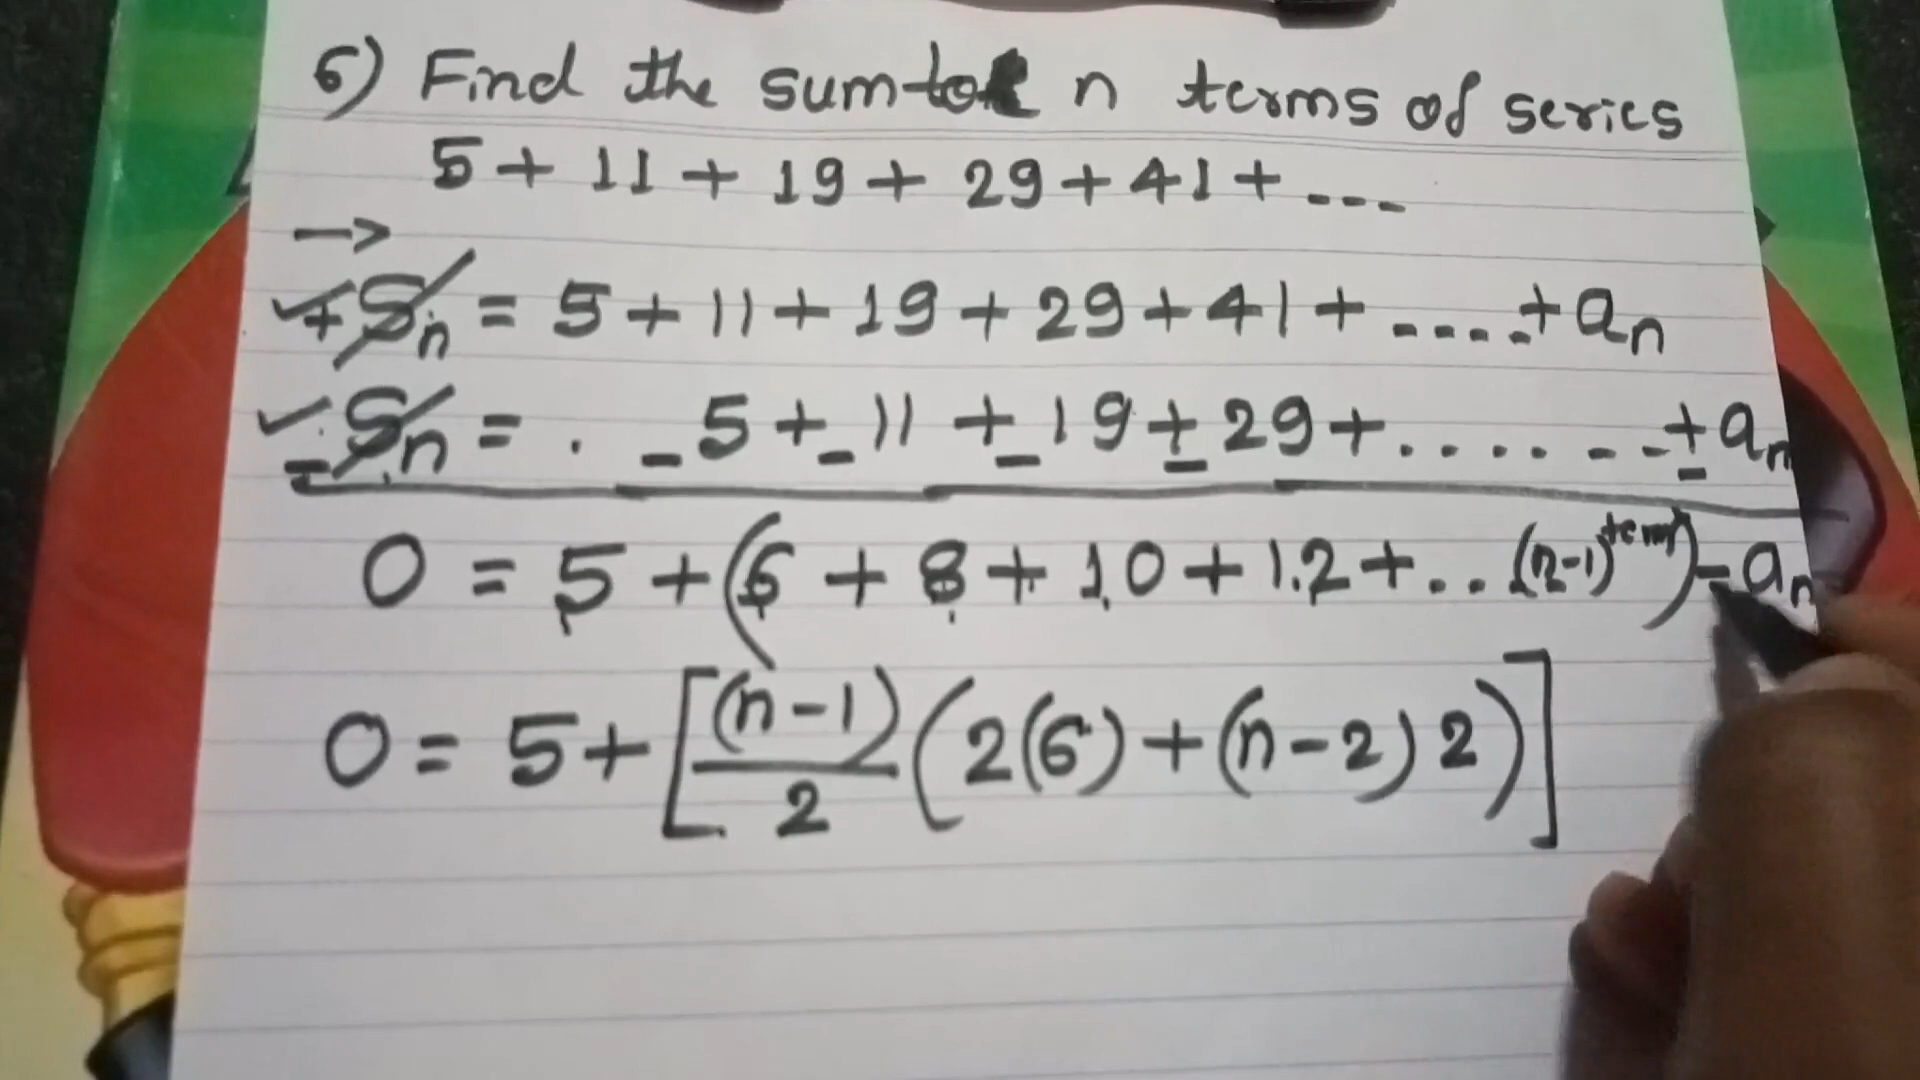 6) Find the sum to n terms of series
5 + 11 + 19 + 29 + 41 + ---
->
+Sn = 5 + 11 + 19 + 29 + 41 + ..... + an
-Sn = . _ 5 + _ 11 + _ 19 + _ 29 + ....... + _ an
0 = 5 + (6 + 8 + 10 + 12 + .. (n-1)term) - an
0 = 5 + [(n-1)/2 (2(6) + (n-2) 2)]